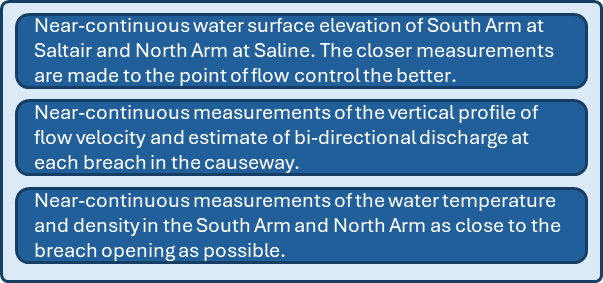 Near-continuous water surface elevation of South Arm at
Saltair and North Arm at Saline. The closer measurements
are made to the point of flow control the better.
Near-continuous measurements of the vertical profile of
flow velocity and estimate of bi-directional discharge at
each breach in the causeway.
Near-continuous measurements of the water temperature
and density in the South Arm and North Arm as close to the
breach opening as possible.